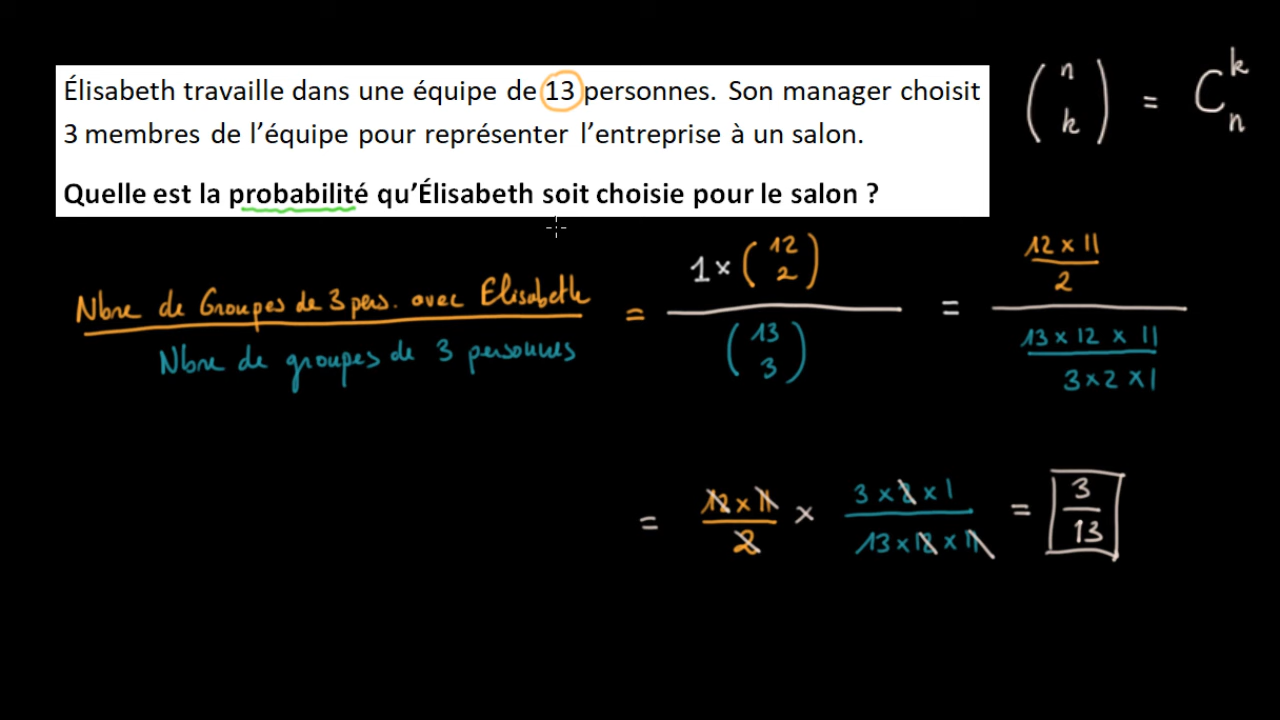 Élisabeth travaille dans une équipe de 13 personnes. Son manager choisit
3 membres de l'équipe pour représenter l'entreprise à un salon.
Quelle est la probabilité qu'Élisabeth soit choisie pour le salon ?
( n k ) = C k n
Nbre de Groupes de 3 pers. avec Elisabeth
Nbre de groupes de 3 personnes
=
1 × ( 12 2 )
( 13 3 )
=
12 × 11
2
13 × 12 × 11
3 × 2 × 1
=
12 × 11
2
×
3 × 2 × 1
13 × 12 × 11
=
3
13